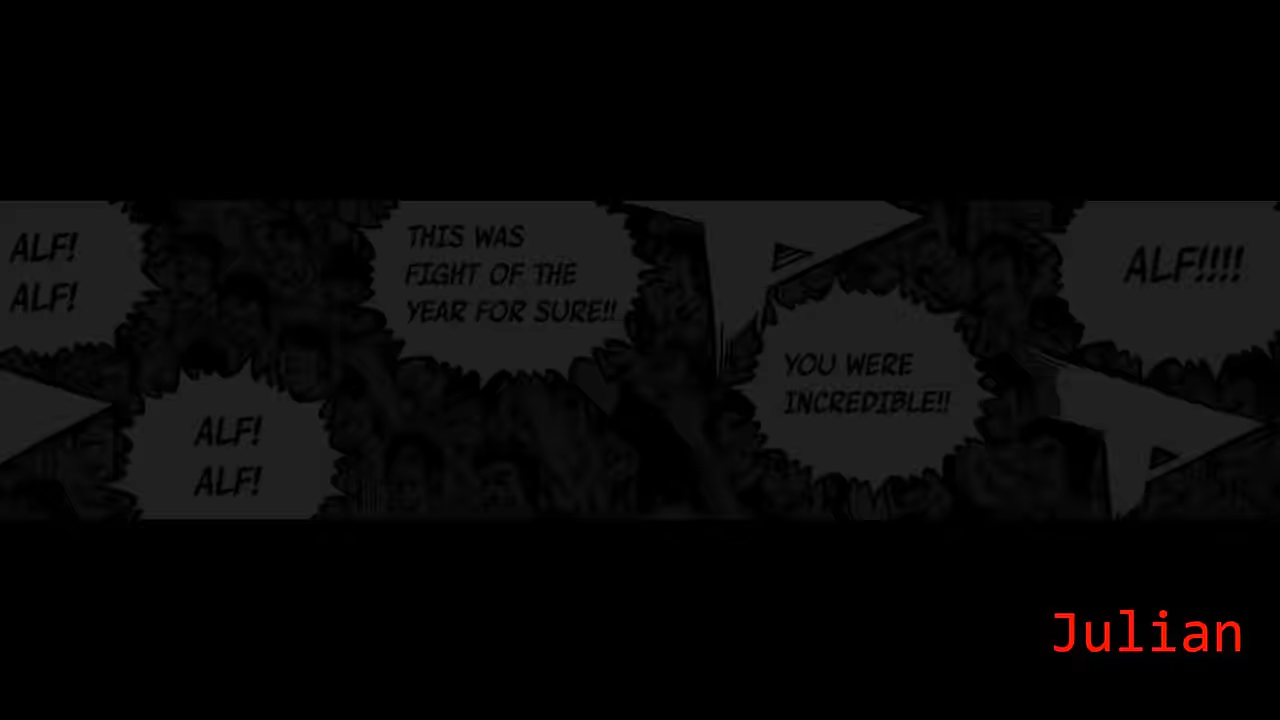 ALF!
ALF!
ALF!
ALF!
THIS WAS
FIGHT OF THE
YEAR FOR SURE!!
YOU WERE
INCREDIBLE!!
ALF!!!!
Julian